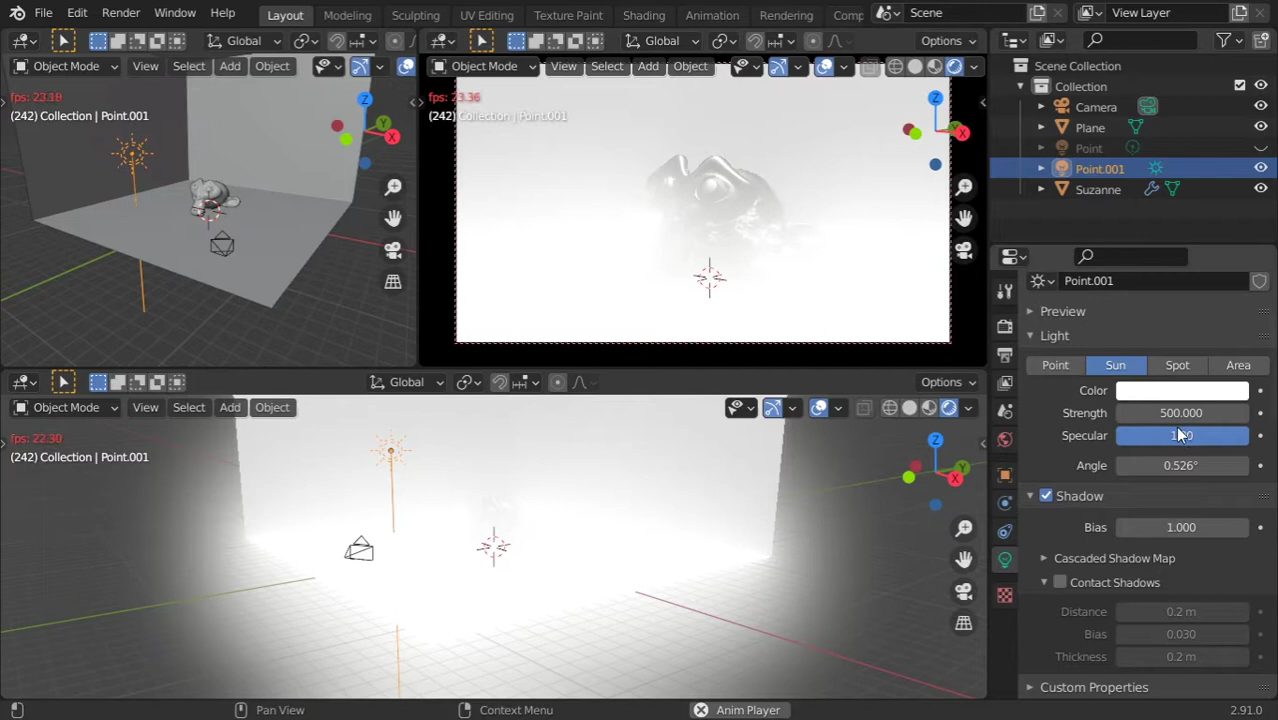 File Edit Render Window Help Layout Modeling Sculpting UV Editing Texture Paint Shading Animation Rendering Comp Scene View Layer
Global Global Options
Object Mode View Select Add Object Object Mode View Select Add Object
Scene Collection
Collection
Camera
Plane
Point
Point.001
Suzanne
fps: 23.18
(242) Collection | Point.001
Z
Y
X
fps: 23.36
(242) Collection | Point.001
Z
X
Global Options
Object Mode View Select Add Object
fps: 22.30
(242) Collection | Point.001
Z
Y
X
Point.001
Preview
Light
Point Sun Spot Area
Color
Strength 500.000
Specular
Angle 0.526°
Shadow
Bias 1.000
Cascaded Shadow Map
Contact Shadows
Distance 0.2 m
Bias 0.030
Thickness 0.2 m
Custom Properties
Pan View Context Menu Anim Player 2.91.0